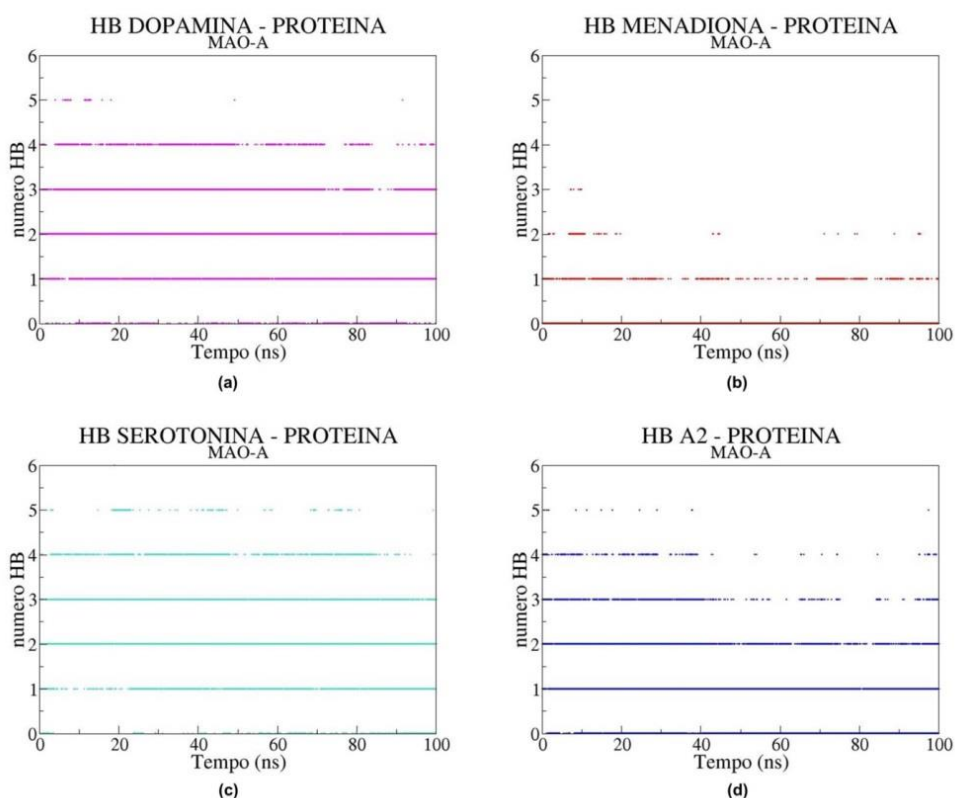 HB DOPAMINA - PROTEINA
MAO-A
6
5
4
3
2
1
0
numero HB
0 20 40 60 80 100
Tempo (ns)
(a)
HB MENADIONA - PROTEINA
MAO-A
6
5
4
3
2
1
0
numero HB
0 20 40 60 80 100
Tempo (ns)
(b)
HB SEROTONINA - PROTEINA
MAO-A
6
5
4
3
2
1
0
numero HB
0 20 40 60 80 100
Tempo (ns)
(c)
HB A2 - PROTEINA
MAO-A
6
5
4
3
2
1
0
numero HB
0 20 40 60 80 100
Tempo (ns)
(d)